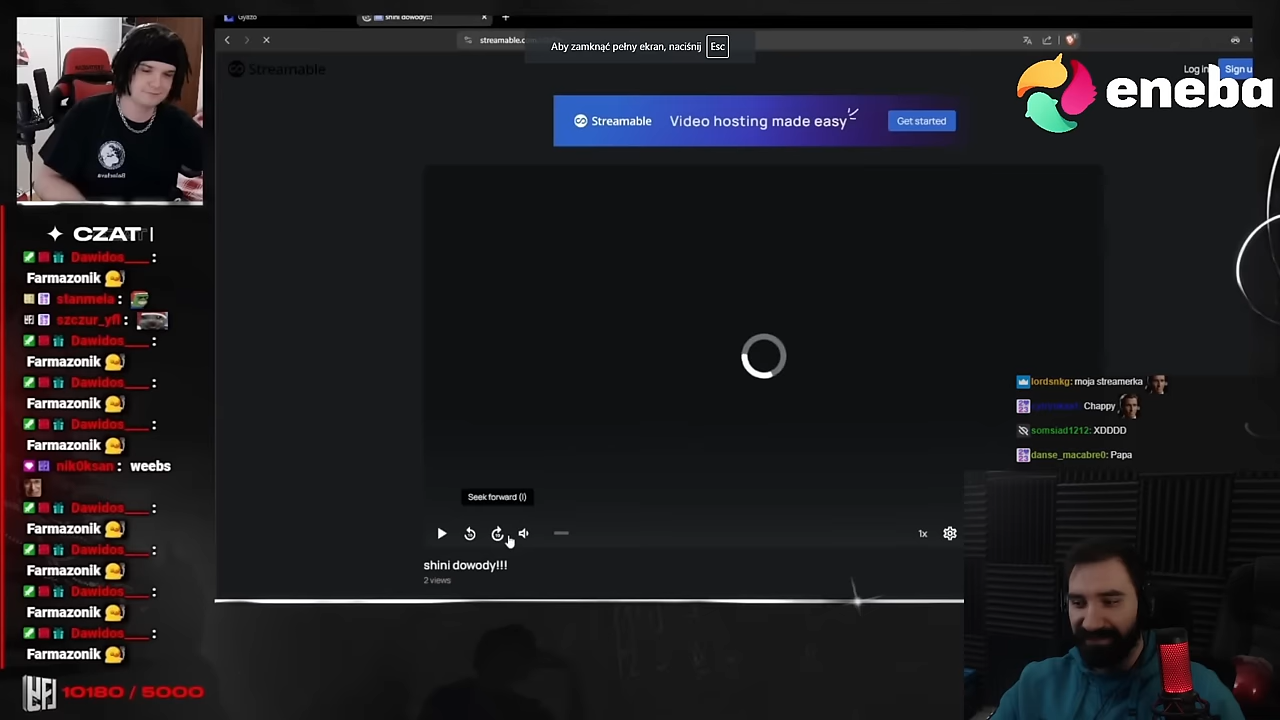 Gyazo
shini dowody!!!
streamable.c
Aby zamknąć pełny ekran, naciśnij Esc
Streamable
Log in
Sign u
eneba
Streamable
Video hosting made easy
Get started
CZAT
Dawidos___ :
Farmazonik
stanmela :
szczur_yfl :
Dawidos___ :
Farmazonik
Dawidos___ :
Farmazonik
Dawidos___ :
Farmazonik
nik0ksan : weebs
Dawidos___ :
Farmazonik
Dawidos___ :
Farmazonik
Dawidos___ :
Farmazonik
Dawidos___ :
Farmazonik
10180 / 5000
lordsnkg: moja streamerka
Chappy
somsiad1212: XDDDD
danse_macabre0: Papa
Seek forward (l)
1x
shini dowody!!!
2 views